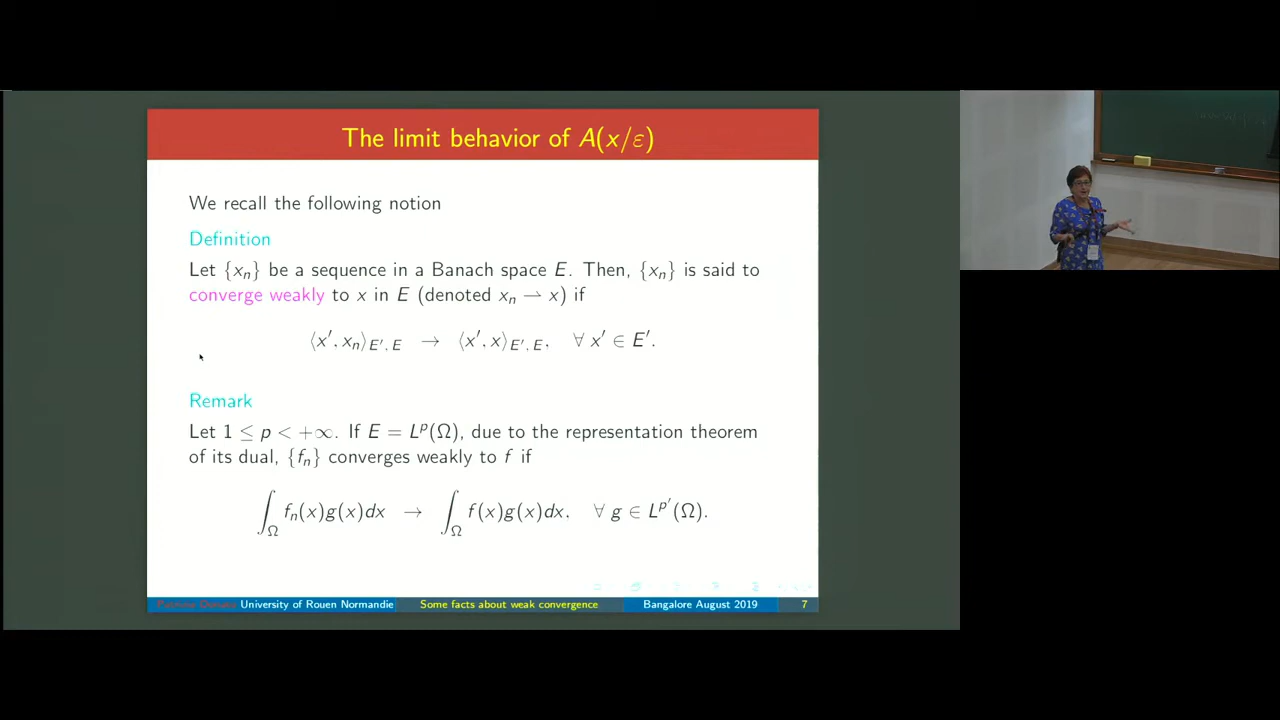 The limit behavior of A(x/ε)
We recall the following notion
Definition
Let {xₙ} be a sequence in a Banach space E. Then, {xₙ} is said to
converge weakly to x in E (denoted xₙ ⇀ x) if
⟨x′, xₙ⟩_{E′,E} → ⟨x′, x⟩_{E′,E}, ∀ x′ ∈ E′.
Remark
Let 1 ≤ p < +∞. If E = Lᵖ(Ω), due to the representation theorem
of its dual, {fₙ} converges weakly to f if
∫_Ω fₙ(x)g(x)dx → ∫_Ω f(x)g(x)dx, ∀ g ∈ L^{p′}(Ω).
University of Rouen Normandie Some facts about weak convergence Bangalore August 2019 7